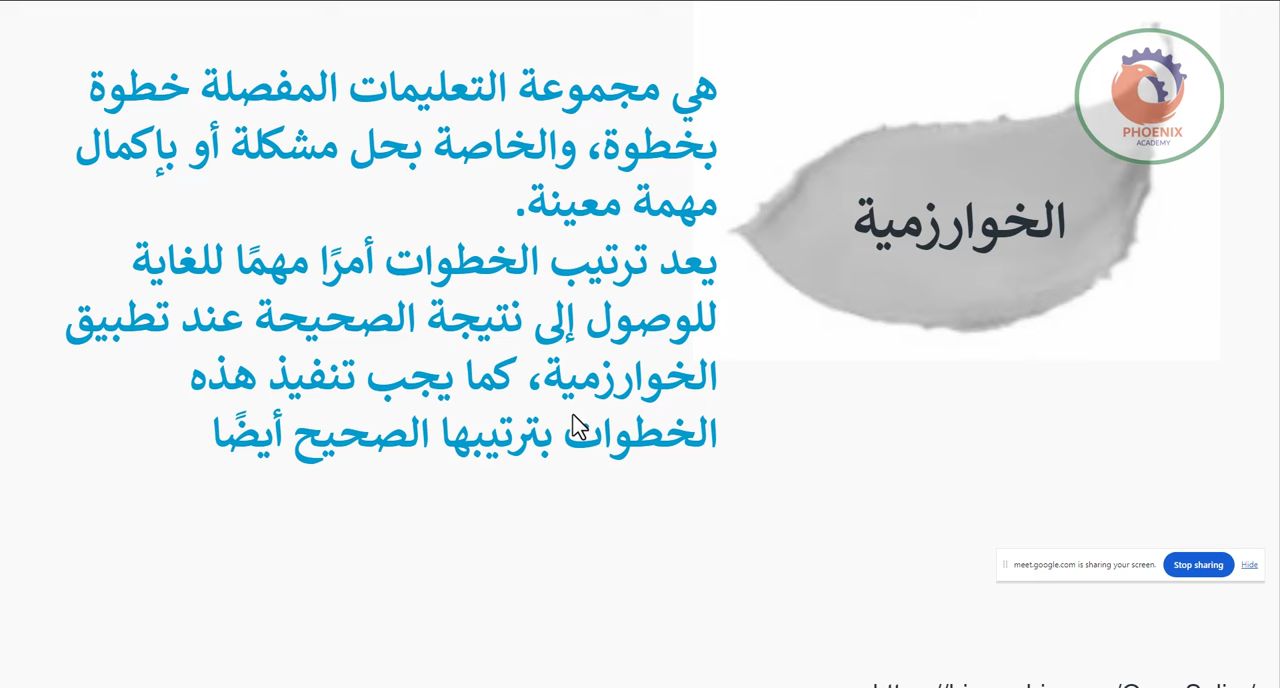 الخوارزمية
هي مجموعة التعليمات المفصلة خطوة
بخطوة، والخاصة بحل مشكلة أو بإكمال
مهمة معينة.
يعد ترتيب الخطوات أمرًا مهمًا للغاية
للوصول إلى نتيجة الصحيحة عند تطبيق
الخوارزمية، كما يجب تنفيذ هذه
الخطوات بترتيبها الصحيح أيضًا
PHOENIX
ACADEMY
meet.google.com is sharing your screen.
Stop sharing
Hide